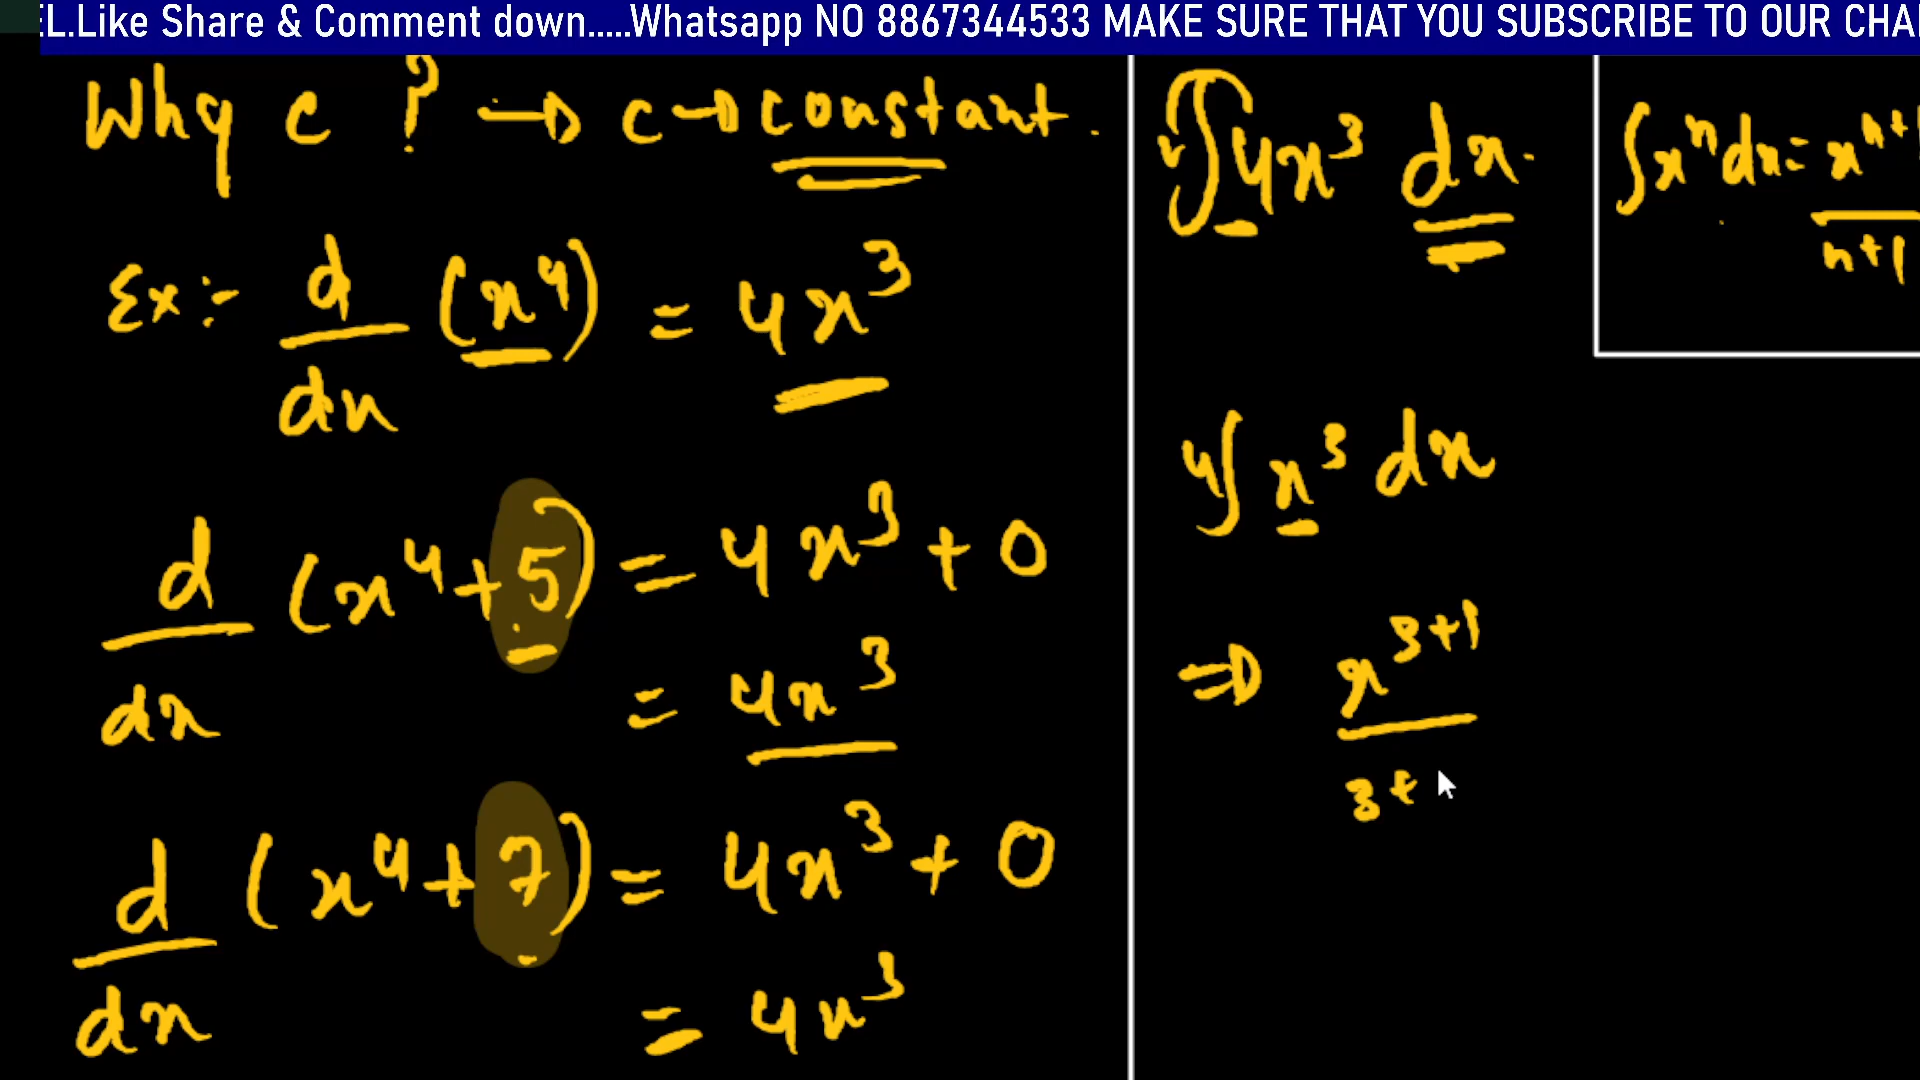 EL.Like Share & Comment down.....Whatsapp NO 8867344533 MAKE SURE THAT YOU SUBSCRIBE TO OUR CHA
Why c ? → c → constant.
Ex:- d/dx (x⁴) = 4x³
d/dx (x⁴+5) = 4x³ + 0
= 4x³
d/dx (x⁴+7) = 4x³ + 0
= 4x³
∫4x³ dx.
4∫x³ dx
⇒ x³⁺¹/3+
∫xⁿdx = xⁿ⁺¹/n+1